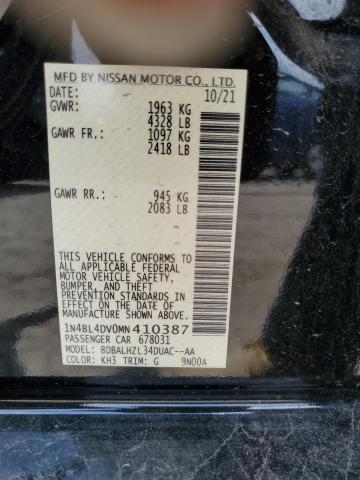 MFD BY NISSAN MOTOR CO., LTD.
DATE: 10/21
GVWR: 1963 KG
4328 LB
GAWR FR.: 1097 KG
2418 LB
GAWR RR.: 945 KG
2083 LB
THIS VEHICLE CONFORMS TO
ALL APPLICABLE FEDERAL
MOTOR VEHICLE SAFETY,
BUMPER, AND THEFT
PREVENTION STANDARDS IN
EFFECT ON THE DATE OF
MANUFACTURE SHOWN ABOVE.
1N4BL4DV0MN410387
PASSENGER CAR 678031
MODEL: BDBALHZL34DUAC--AA
COLOR: KH3 TRIM: G 9N00A